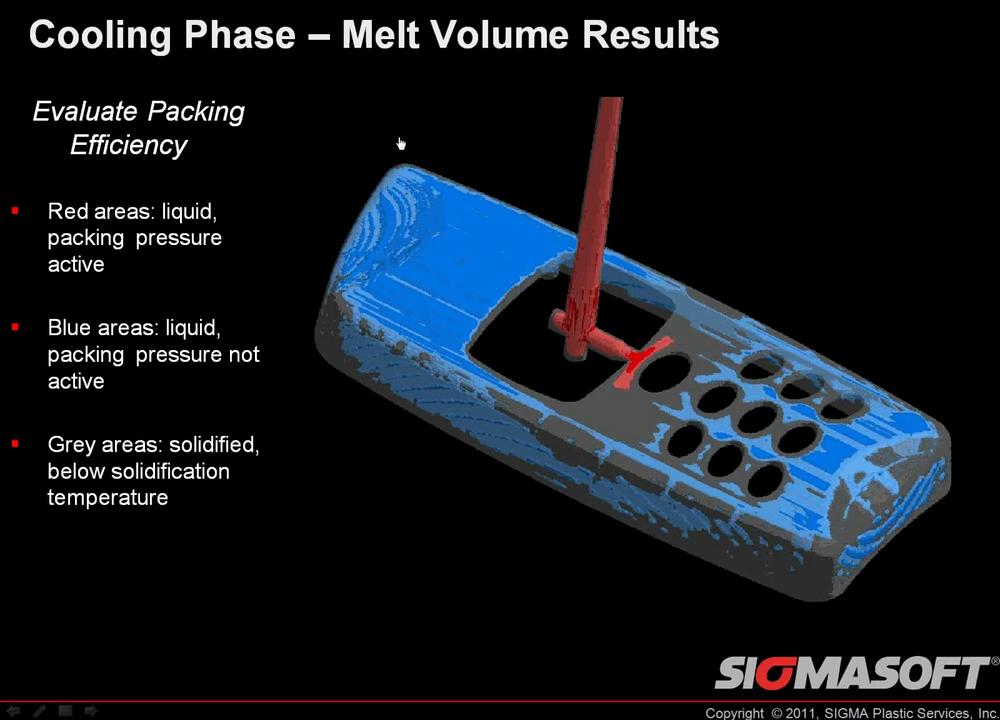 Cooling Phase – Melt Volume Results
Evaluate Packing
Efficiency
Red areas: liquid,
packing pressure
active
Blue areas: liquid,
packing pressure not
active
Grey areas: solidified,
below solidification
temperature
SIGMASOFT®
Copyright © 2011, SIGMA Plastic Services, Inc.